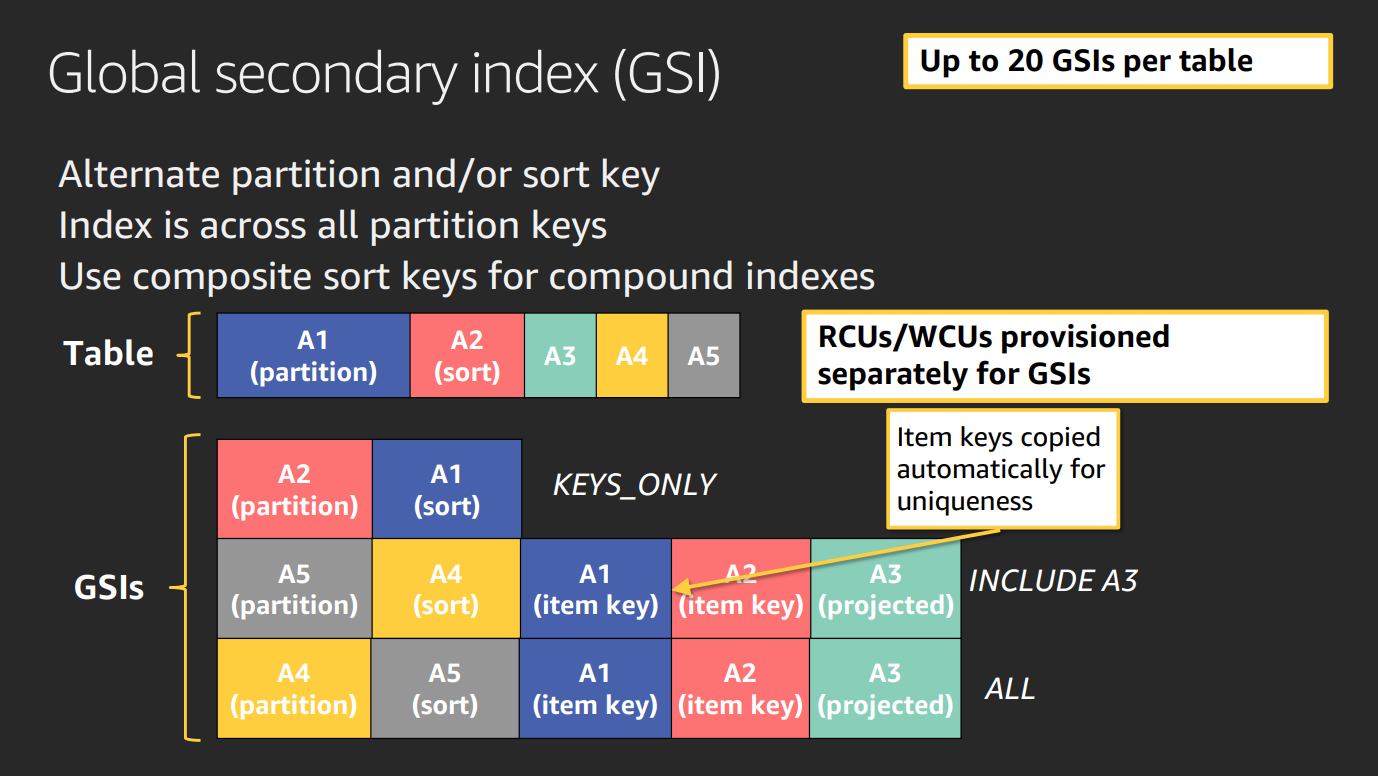 Global secondary index (GSI)
Up to 20 GSIs per table
Alternate partition and/or sort key
Index is across all partition keys
Use composite sort keys for compound indexes
Table
A1
(partition)
A2
(sort)
A3
A4
A5
RCUs/WCUs provisioned
separately for GSIs
Item keys copied
automatically for
uniqueness
GSIs
A2
(partition)
A1
(sort)
KEYS_ONLY
A5
(partition)
A4
(sort)
A1
(item key)
A2
(item key)
A3
(projected)
INCLUDE A3
A4
(partition)
A5
(sort)
A1
(item key)
A2
(item key)
A3
(projected)
ALL